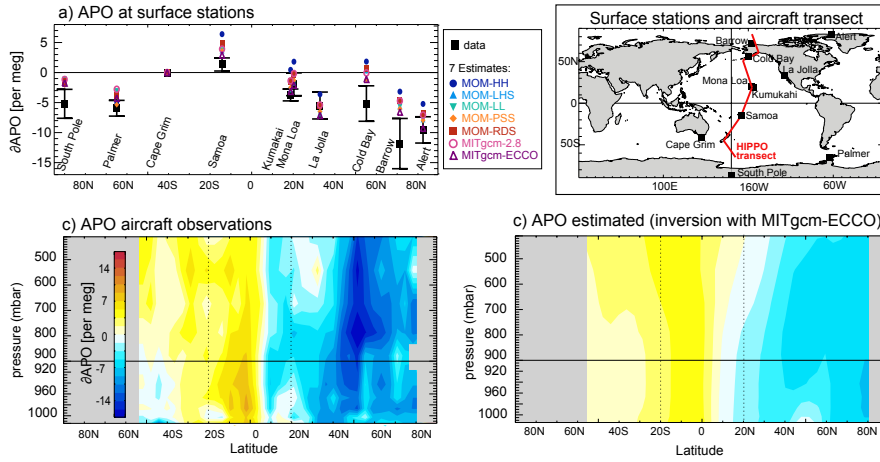 a) APO at surface stations
∂APO [per meg]
5
0
-5
-10
-15
South Pole
Palmer
Cape Grim
Samoa
Kumakai
Mona Loa
La Jolla
Cold Bay
Barrow
Alert
80N 60N 40S 20S 0 20N 40N 60N 80N
data
7 Estimates:
MOM-HH
MOM-LHS
MOM-LL
MOM-PSS
MOM-RDS
MITgcm-2.8
MITgcm-ECCO
Surface stations and aircraft transect
50N
0
50S
Barrow
Alert
Cold Bay
La Jolla
Mona Loa
Kumukahi
Samoa
Cape Grim
HIPPO
transect
Palmer
South Pole
100E 160W 60W
c) APO aircraft observations
pressure (mbar)
500
600
700
800
900
900
960
1000
∂APO [per meg]
14
7
0
-7
-14
80N 60N 40S 20S 0 20N 40N 60N 80N
Latitude
c) APO estimated (inversion with MITgcm-ECCO)
pressure (mbar)
500
600
700
800
900
900
960
1000
80N 60N 40S 20S 0 20N 40N 60N 80N
Latitude